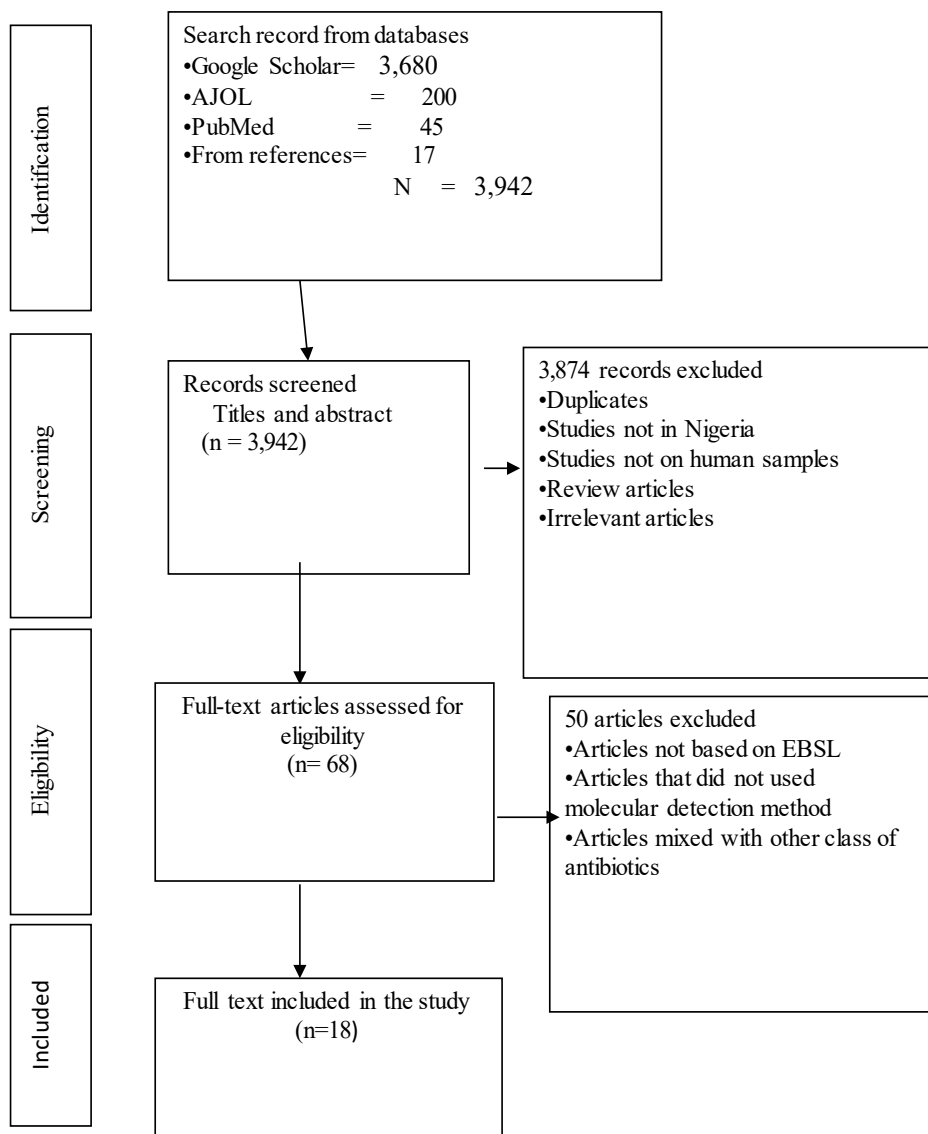 Identification
Search record from databases
•Google Scholar= 3,680
•AJOL = 200
•PubMed = 45
•From references= 17
N = 3,942
Screening
Records screened
Titles and abstract
(n = 3,942)
3,874 records excluded
•Duplicates
•Studies not in Nigeria
•Studies not on human samples
•Review articles
•Irrelevant articles
Eligibility
Full-text articles assessed for
eligibility
(n= 68)
50 articles excluded
•Articles not based on EBSL
•Articles that did not used
molecular detection method
•Articles mixed with other class of
antibiotics
Included
Full text included in the study
(n=18)